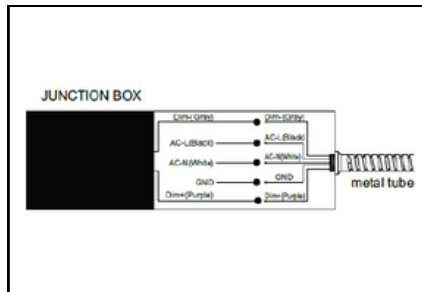 JUNCTION BOX
Dim-(Gray) Dim-(Gray)
AC-L(Black) AC-L(Black)
AC-N(White) AC-N(White)
GND GND
Dim+(Purple) Dim+(Purple)
metal tube